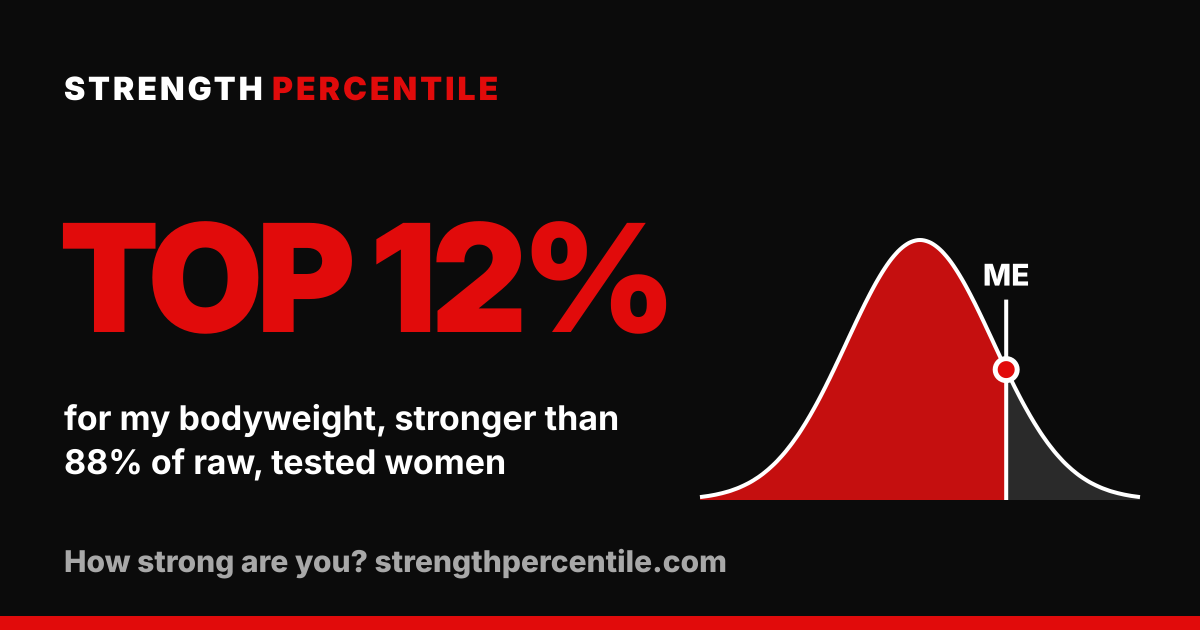 STRENGTH PERCENTILE
TOP 12%
ME
for my bodyweight, stronger than
88% of raw, tested women
How strong are you? strengthpercentile.com